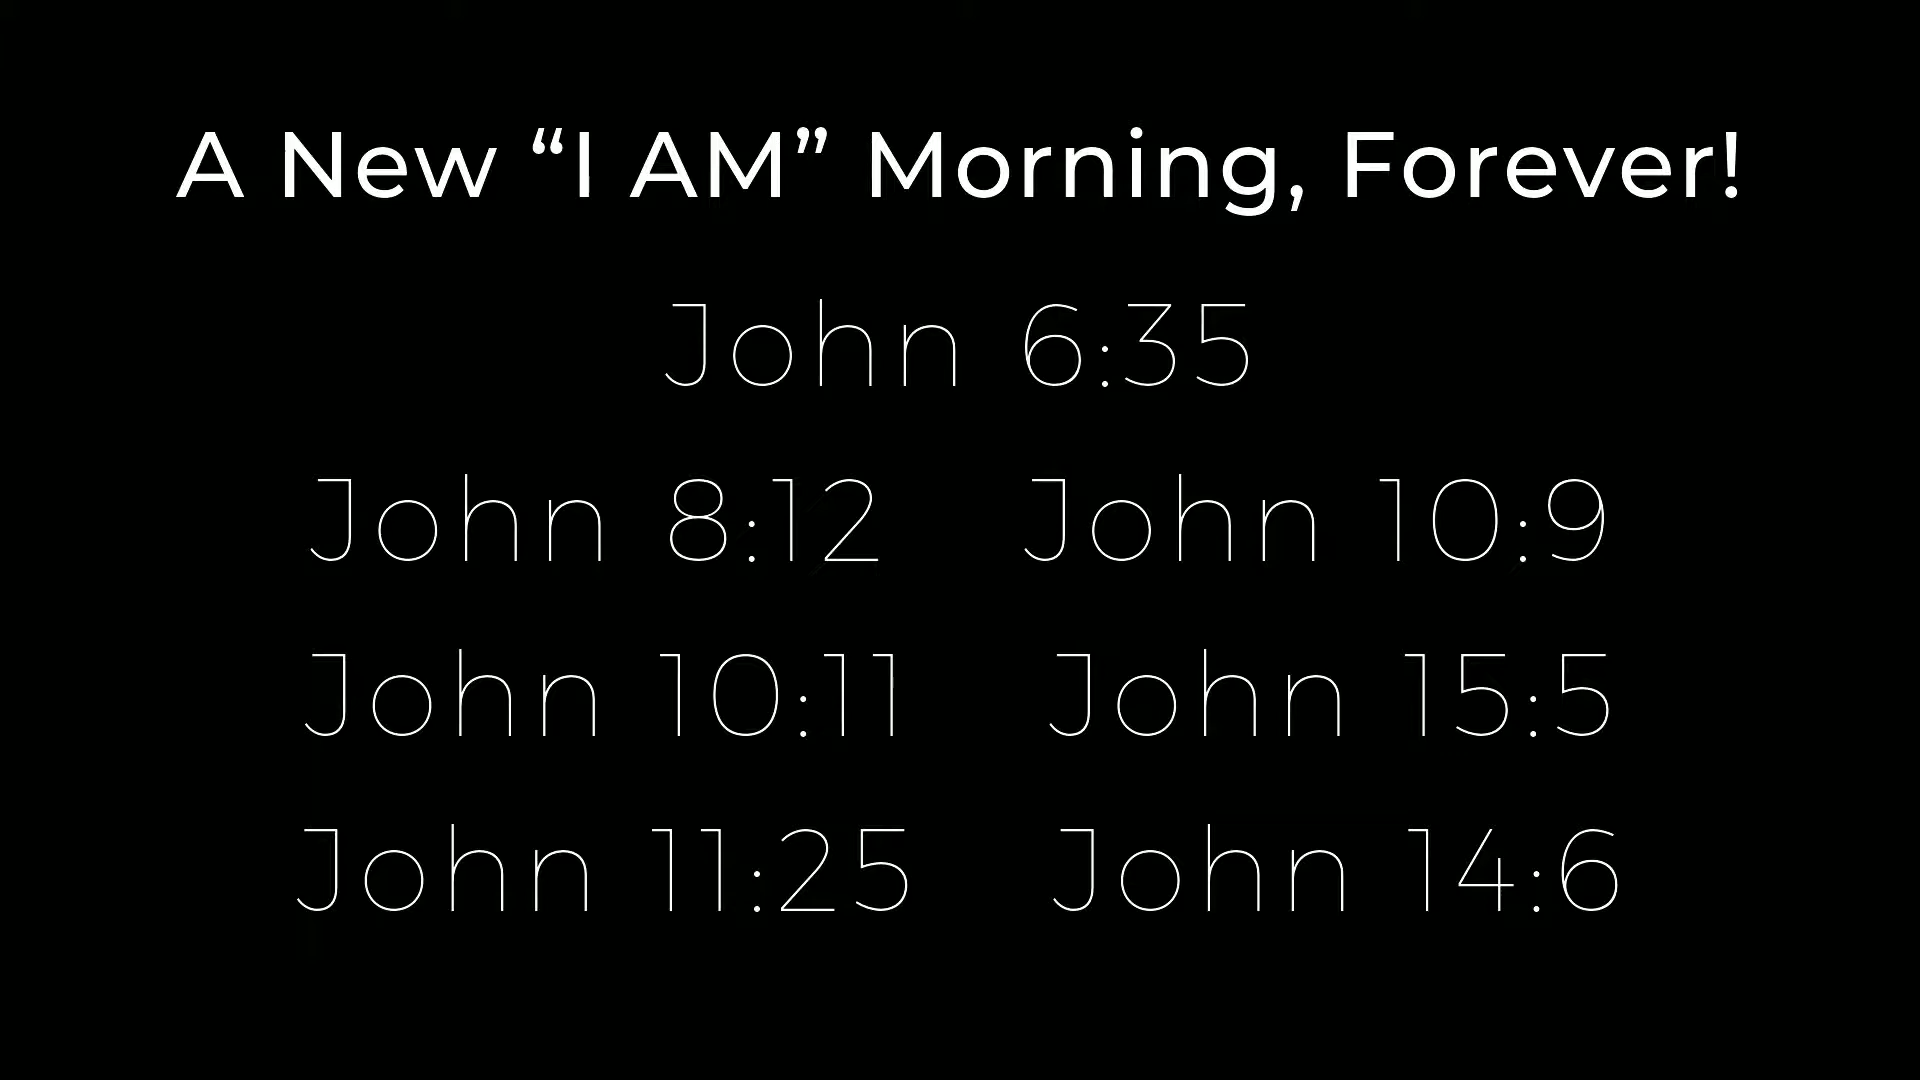 A New “I AM” Morning, Forever!
John 6:35
John 8:12 John 10:9
John 10:11 John 15:5
John 11:25 John 14:6